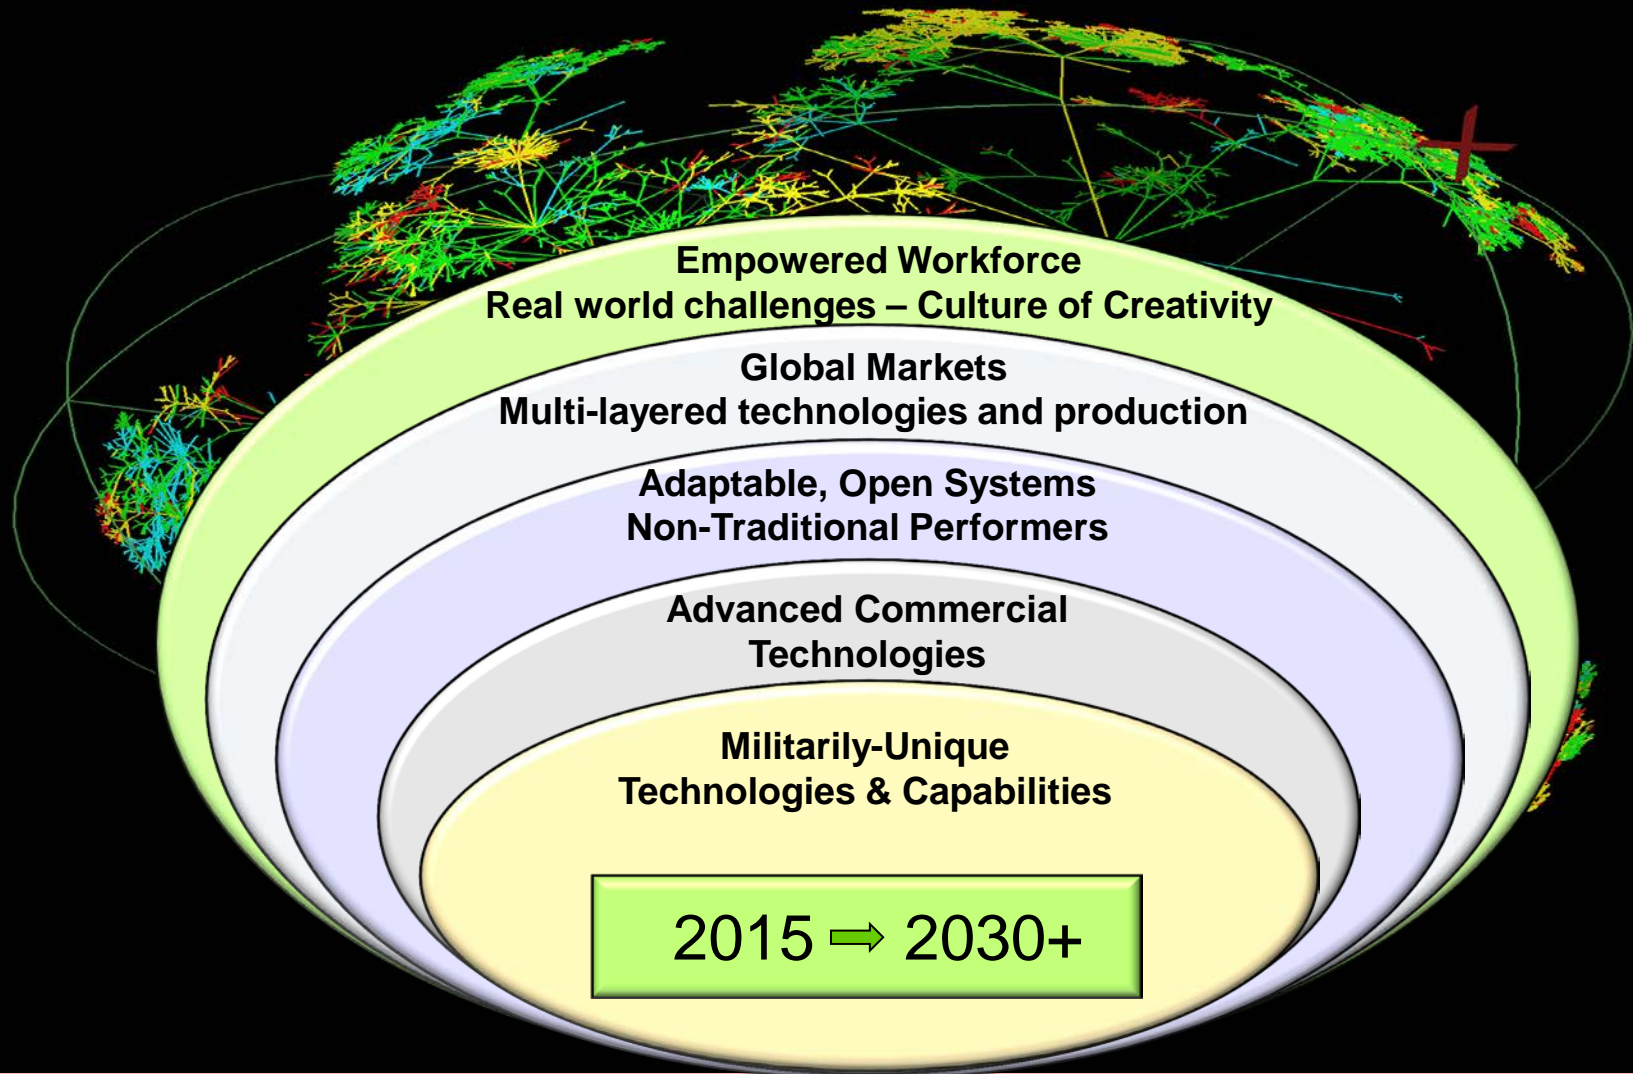 Empowered Workforce
Real world challenges – Culture of Creativity
Global Markets
Multi-layered technologies and production
Adaptable, Open Systems
Non-Traditional Performers
Advanced Commercial
Technologies
Militarily-Unique
Technologies & Capabilities
2015 ⇨ 2030+